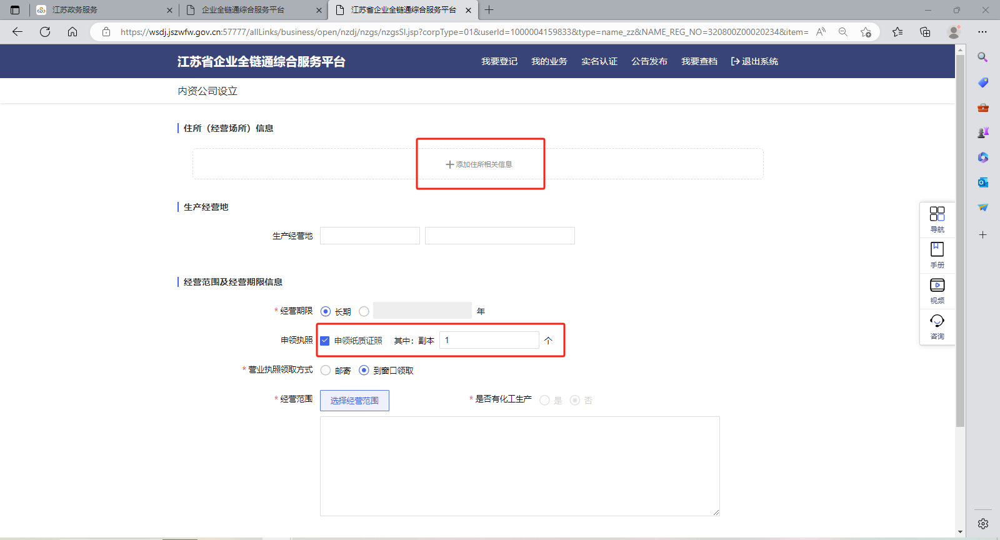 江苏政务服务
企业全链通综合服务平台
江苏省企业全链通综合服务平台
https://wsdj.jszwfw.gov.cn:57777/allLinks/business/open/nzdj/nzgs/nzgsSl.jsp?corpType=01&userId=1000004159833&type=name_zz&NAME_REG_NO=320800Z00020234&item=
江苏省企业全链通综合服务平台
我要登记 我的业务 实名认证 公告发布 我要查档 退出系统
内资公司设立
住所（经营场所）信息
添加住所相关信息
生产经营地
生产经营地
经营范围及经营期限信息
* 经营期限 长期 年
申领执照 申领纸质证照 其中：副本 1 个
* 营业执照领取方式 邮寄 到窗口领取
* 经营范围 选择经营范围 * 是否有化工生产 是 否
导航
手册
视频
咨询